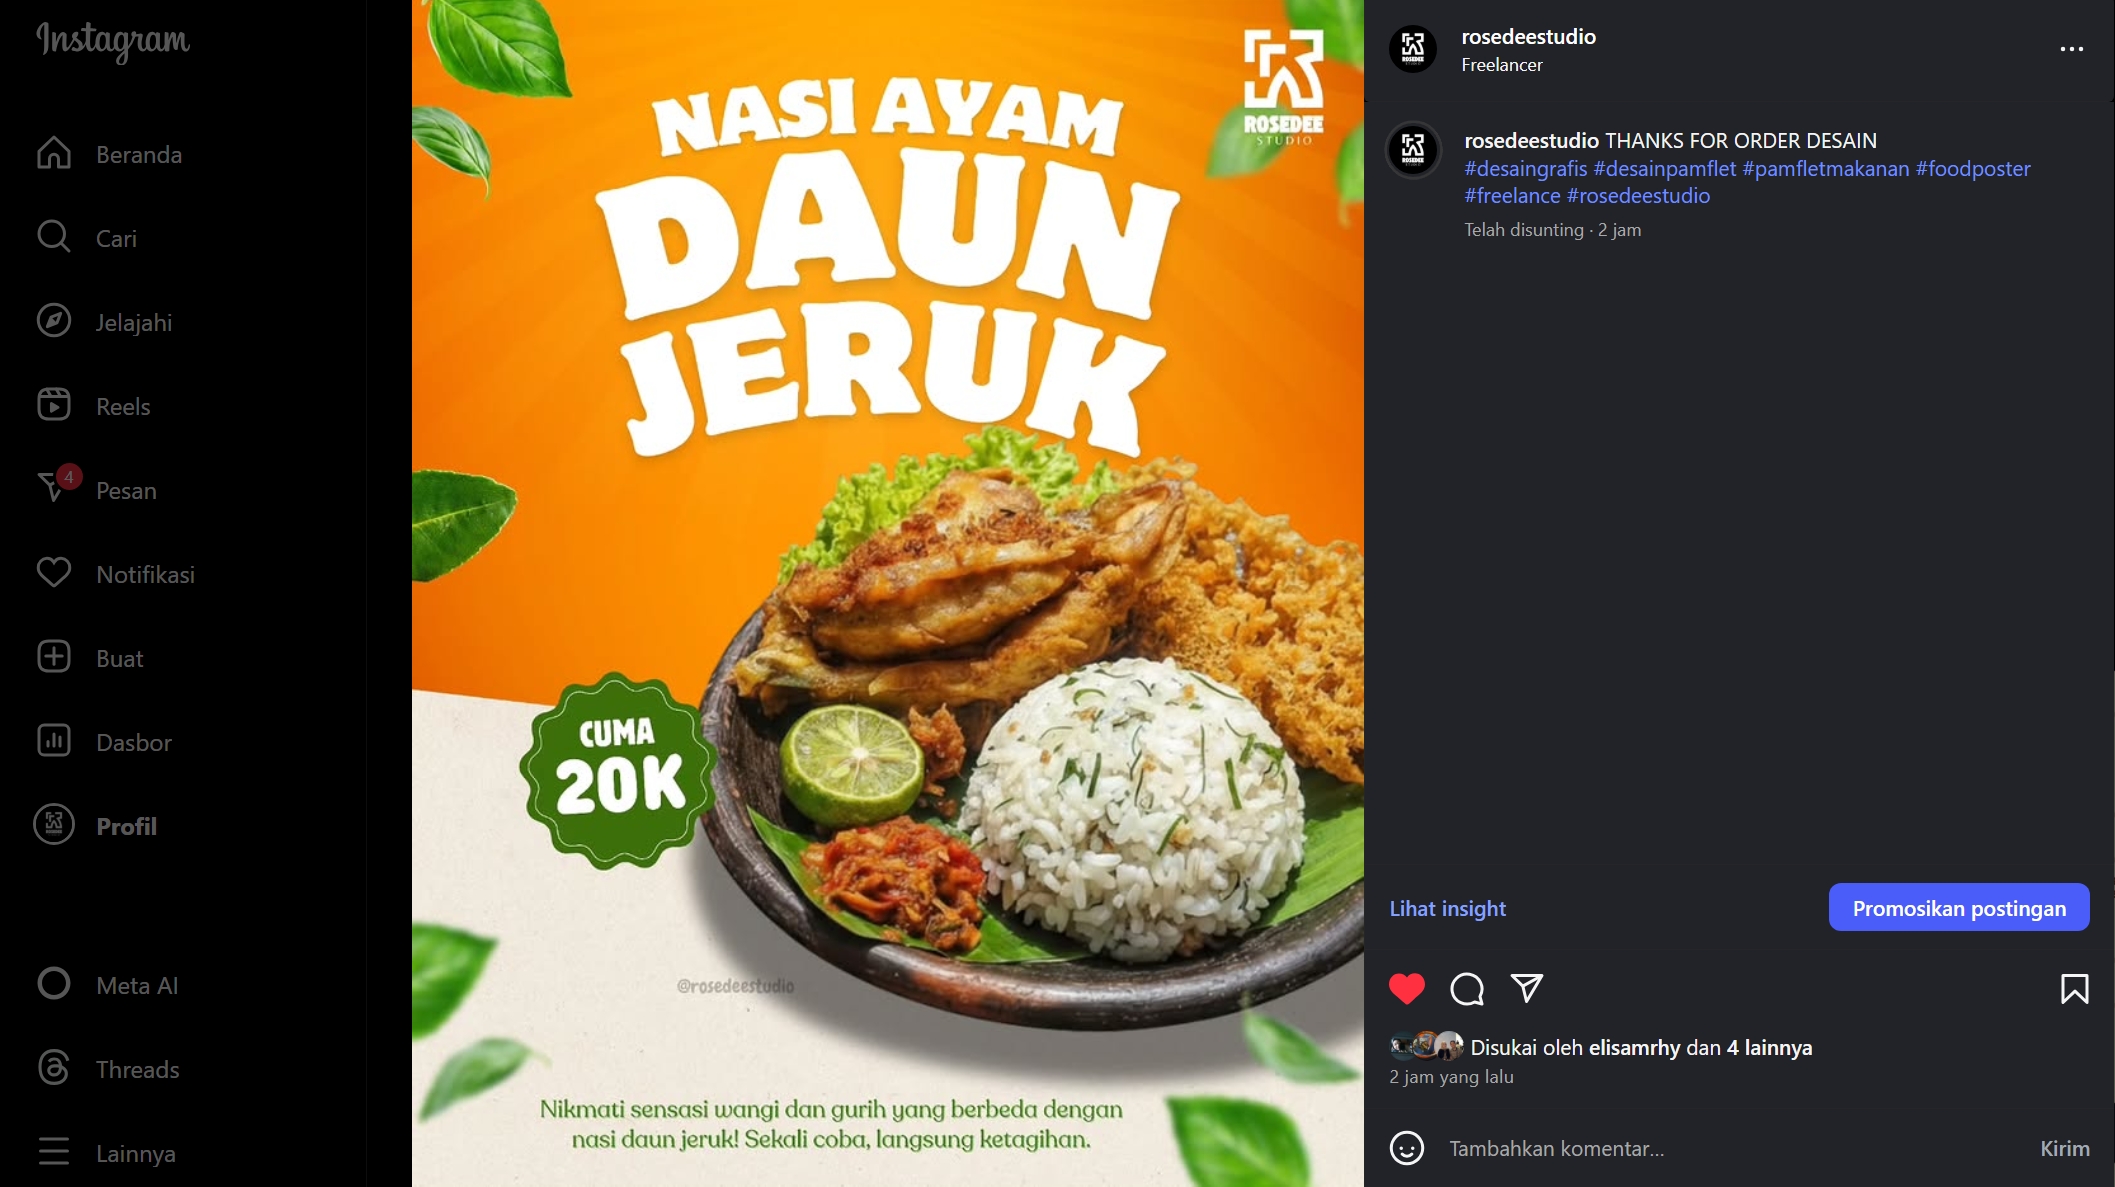 Instagram
Beranda
Cari
Jelajahi
Reels
4
Pesan
Notifikasi
Buat
Dasbor
Profil
Meta AI
Threads
Lainnya
NASI AYAM
DAUN
JERUK
ROSEDEE
STUDIO
CUMA
20K
@rosedeestudio
Nikmati sensasi wangi dan gurih yang berbeda dengan
nasi daun jeruk! Sekali coba, langsung ketagihan.
rosedeestudio
Freelancer
rosedeestudio THANKS FOR ORDER DESAIN
#desaingrafis #desainpamflet #pamfletmakanan #foodposter
#freelance #rosedeestudio
Telah disunting · 2 jam
Lihat insight
Promosikan postingan
Disukai oleh elisamrhy dan 4 lainnya
2 jam yang lalu
Tambahkan komentar...
Kirim